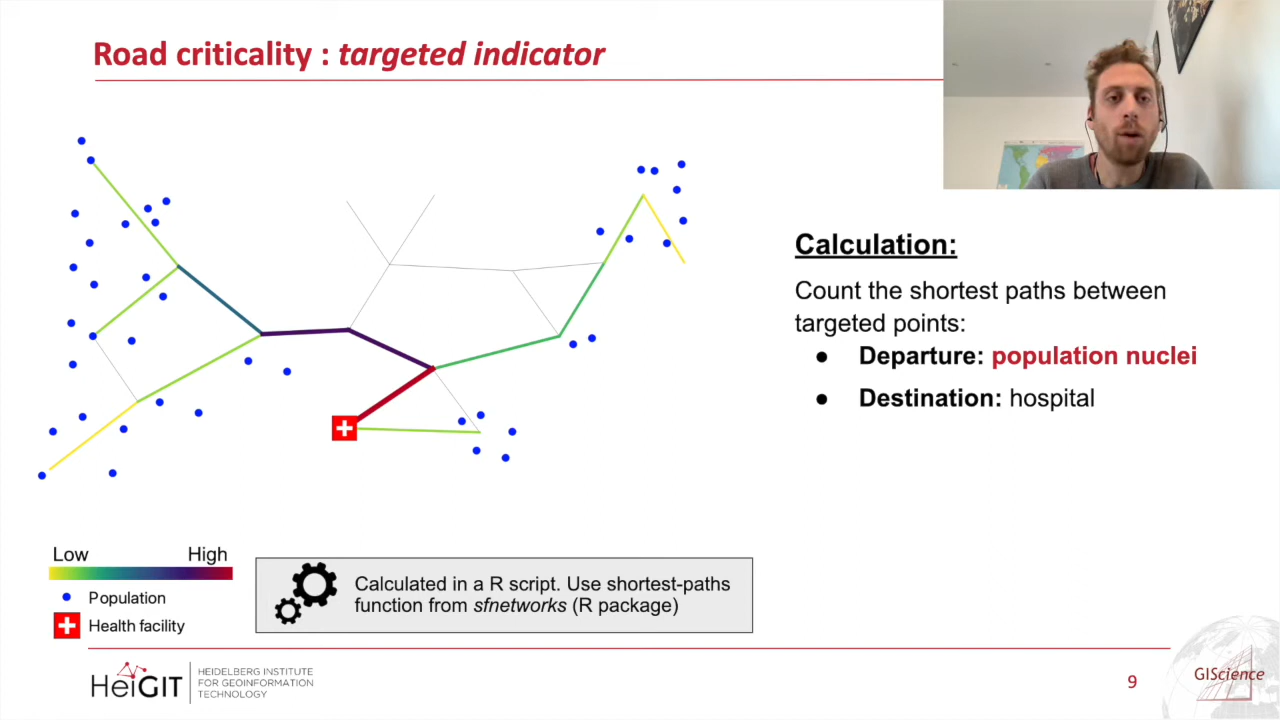 Road criticality : targeted indicator
Calculation:
Count the shortest paths between
targeted points:
● Departure: population nuclei
● Destination: hospital
Low High
Population
Health facility
Calculated in a R script. Use shortest-paths
function from sfnetworks (R package)
HeiGIT
HEIDELBERG INSTITUTE
FOR GEOINFORMATION
TECHNOLOGY
9
GIScience